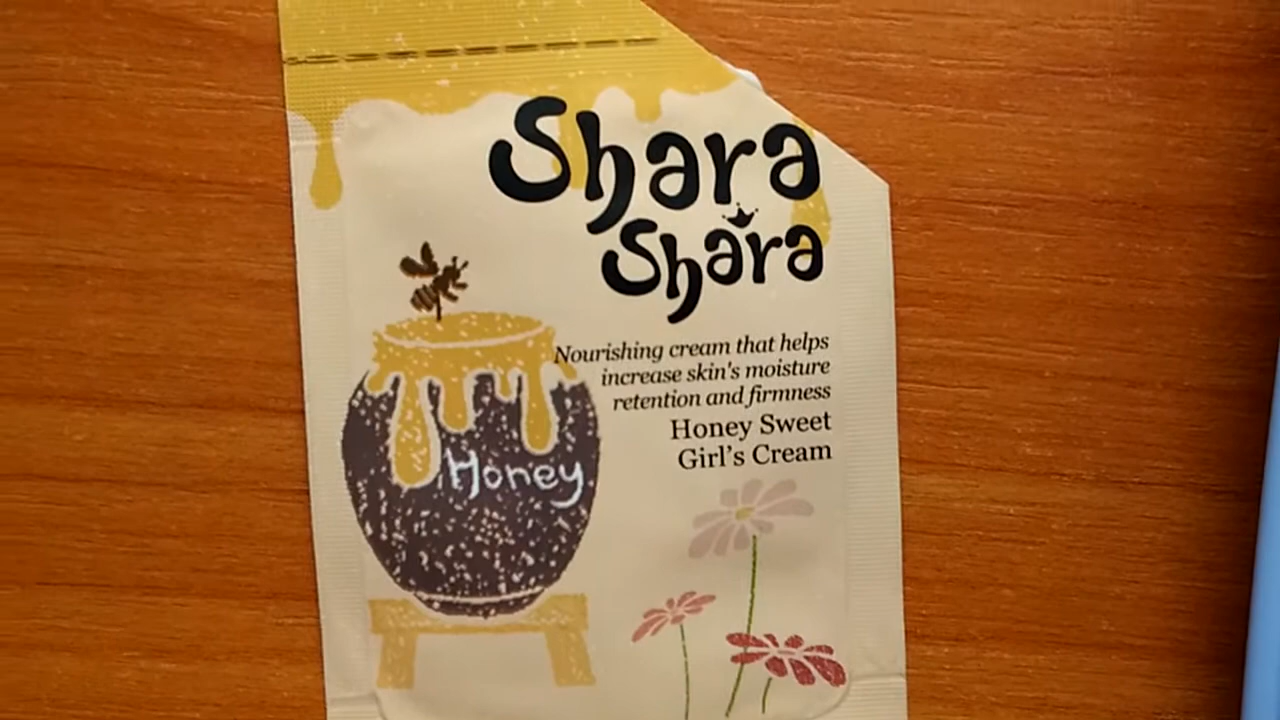 Shara
Shara
Nourishing cream that helps
increase skin's moisture
retention and firmness
Honey Sweet
Girl's Cream
Honey